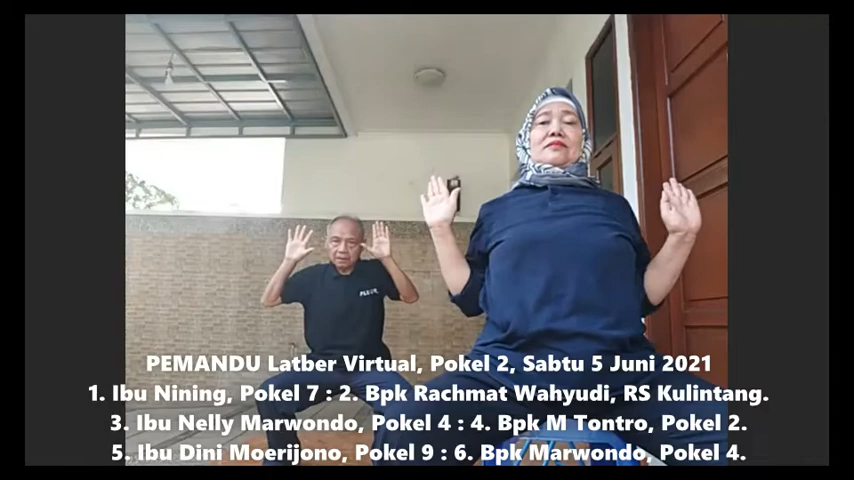 PEMANDU Latber Virtual, Pokel 2, Sabtu 5 Juni 2021
1. Ibu Nining, Pokel 7 : 2. Bpk Rachmat Wahyudi, RS Kulintang.
3. Ibu Nelly Marwondo, Pokel 4 : 4. Bpk M Tontro, Pokel 2.
5. Ibu Dini Moerijono, Pokel 9 : 6. Bpk Marwondo, Pokel 4.